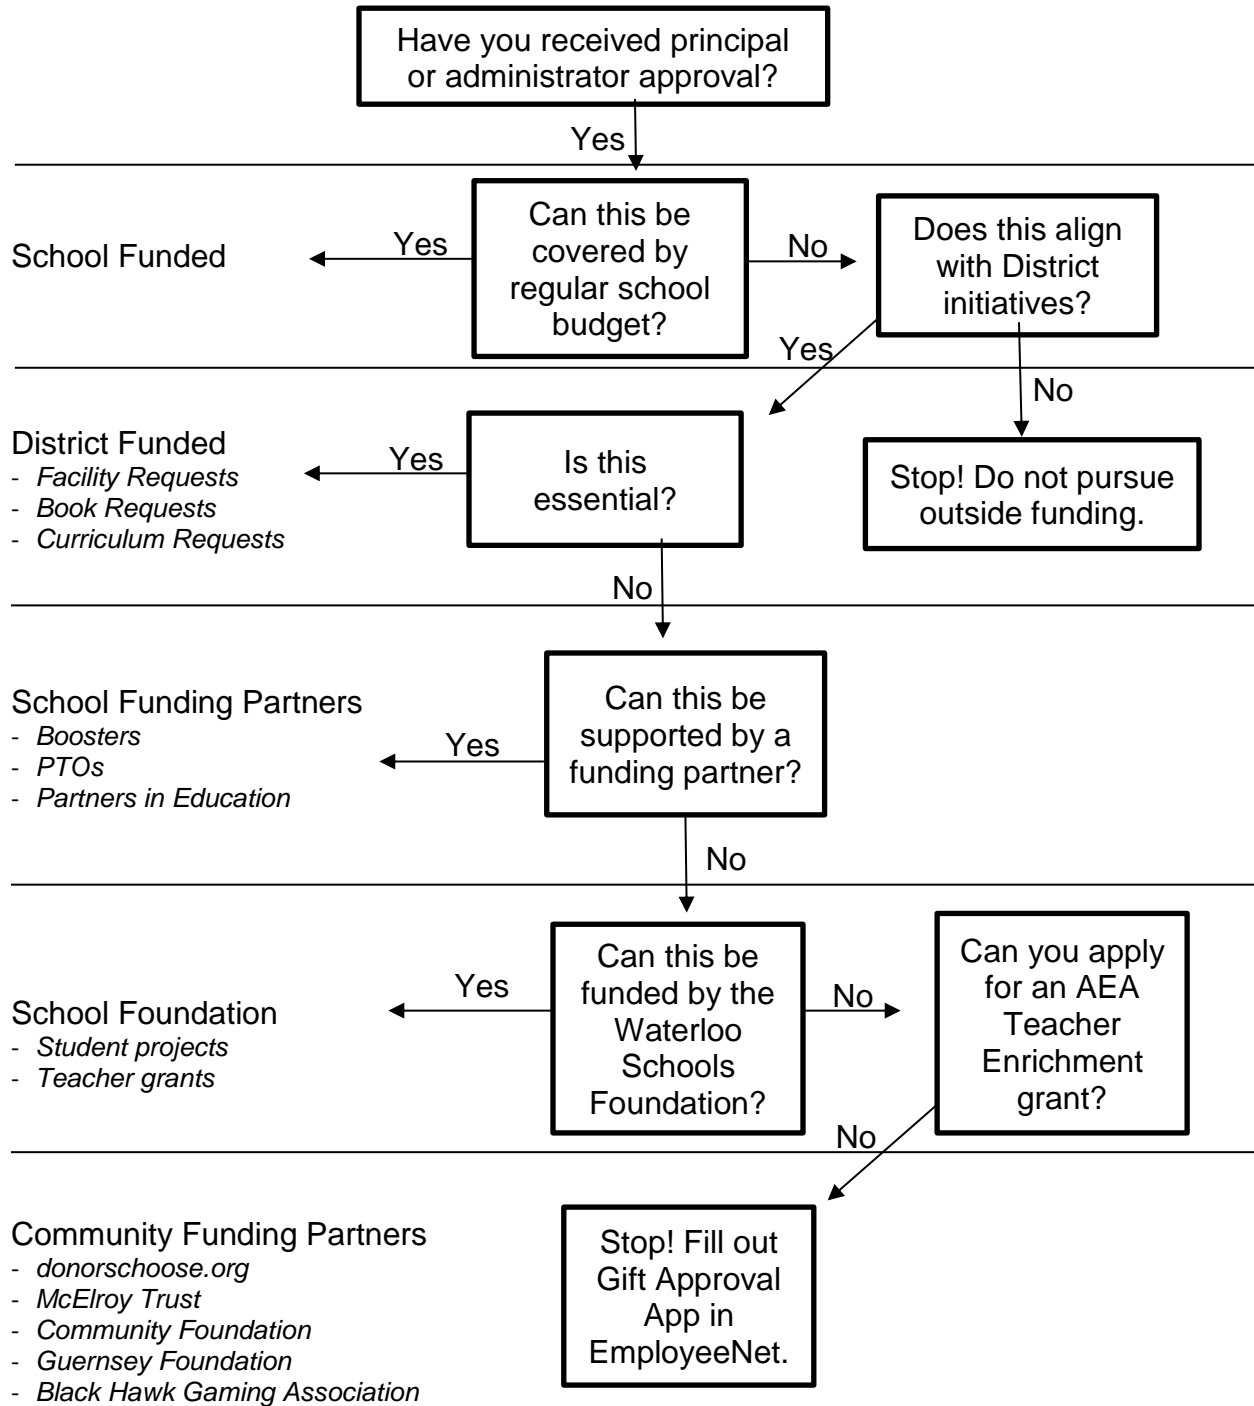 Have you received principal
or administrator approval?
Yes
School Funded
Yes
Can this be
covered by
regular school
budget?
No
Does this align
with District
initiatives?
Yes
No
District Funded
- Facility Requests
- Book Requests
- Curriculum Requests
Yes
Is this
essential?
Stop! Do not pursue
outside funding.
No
School Funding Partners
- Boosters
- PTOs
- Partners in Education
Yes
Can this be
supported by a
funding partner?
No
School Foundation
- Student projects
- Teacher grants
Yes
Can this be
funded by the
Waterloo
Schools
Foundation?
No
Can you apply
for an AEA
Teacher
Enrichment
grant?
No
Community Funding Partners
- donorschoose.org
- McElroy Trust
- Community Foundation
- Guernsey Foundation
- Black Hawk Gaming Association
Stop! Fill out
Gift Approval
App in
EmployeeNet.